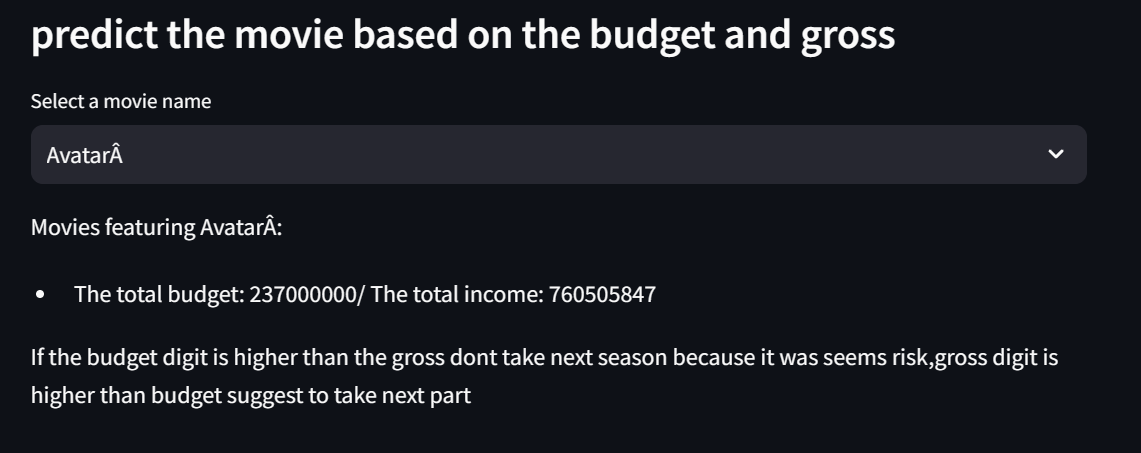 predict the movie based on the budget and gross
Select a movie name
AvatarÂ
Movies featuring AvatarÂ:
• The total budget: 237000000/ The total income: 760505847
If the budget digit is higher than the gross dont take next season because it was seems risk,gross digit is
higher than budget suggest to take next part